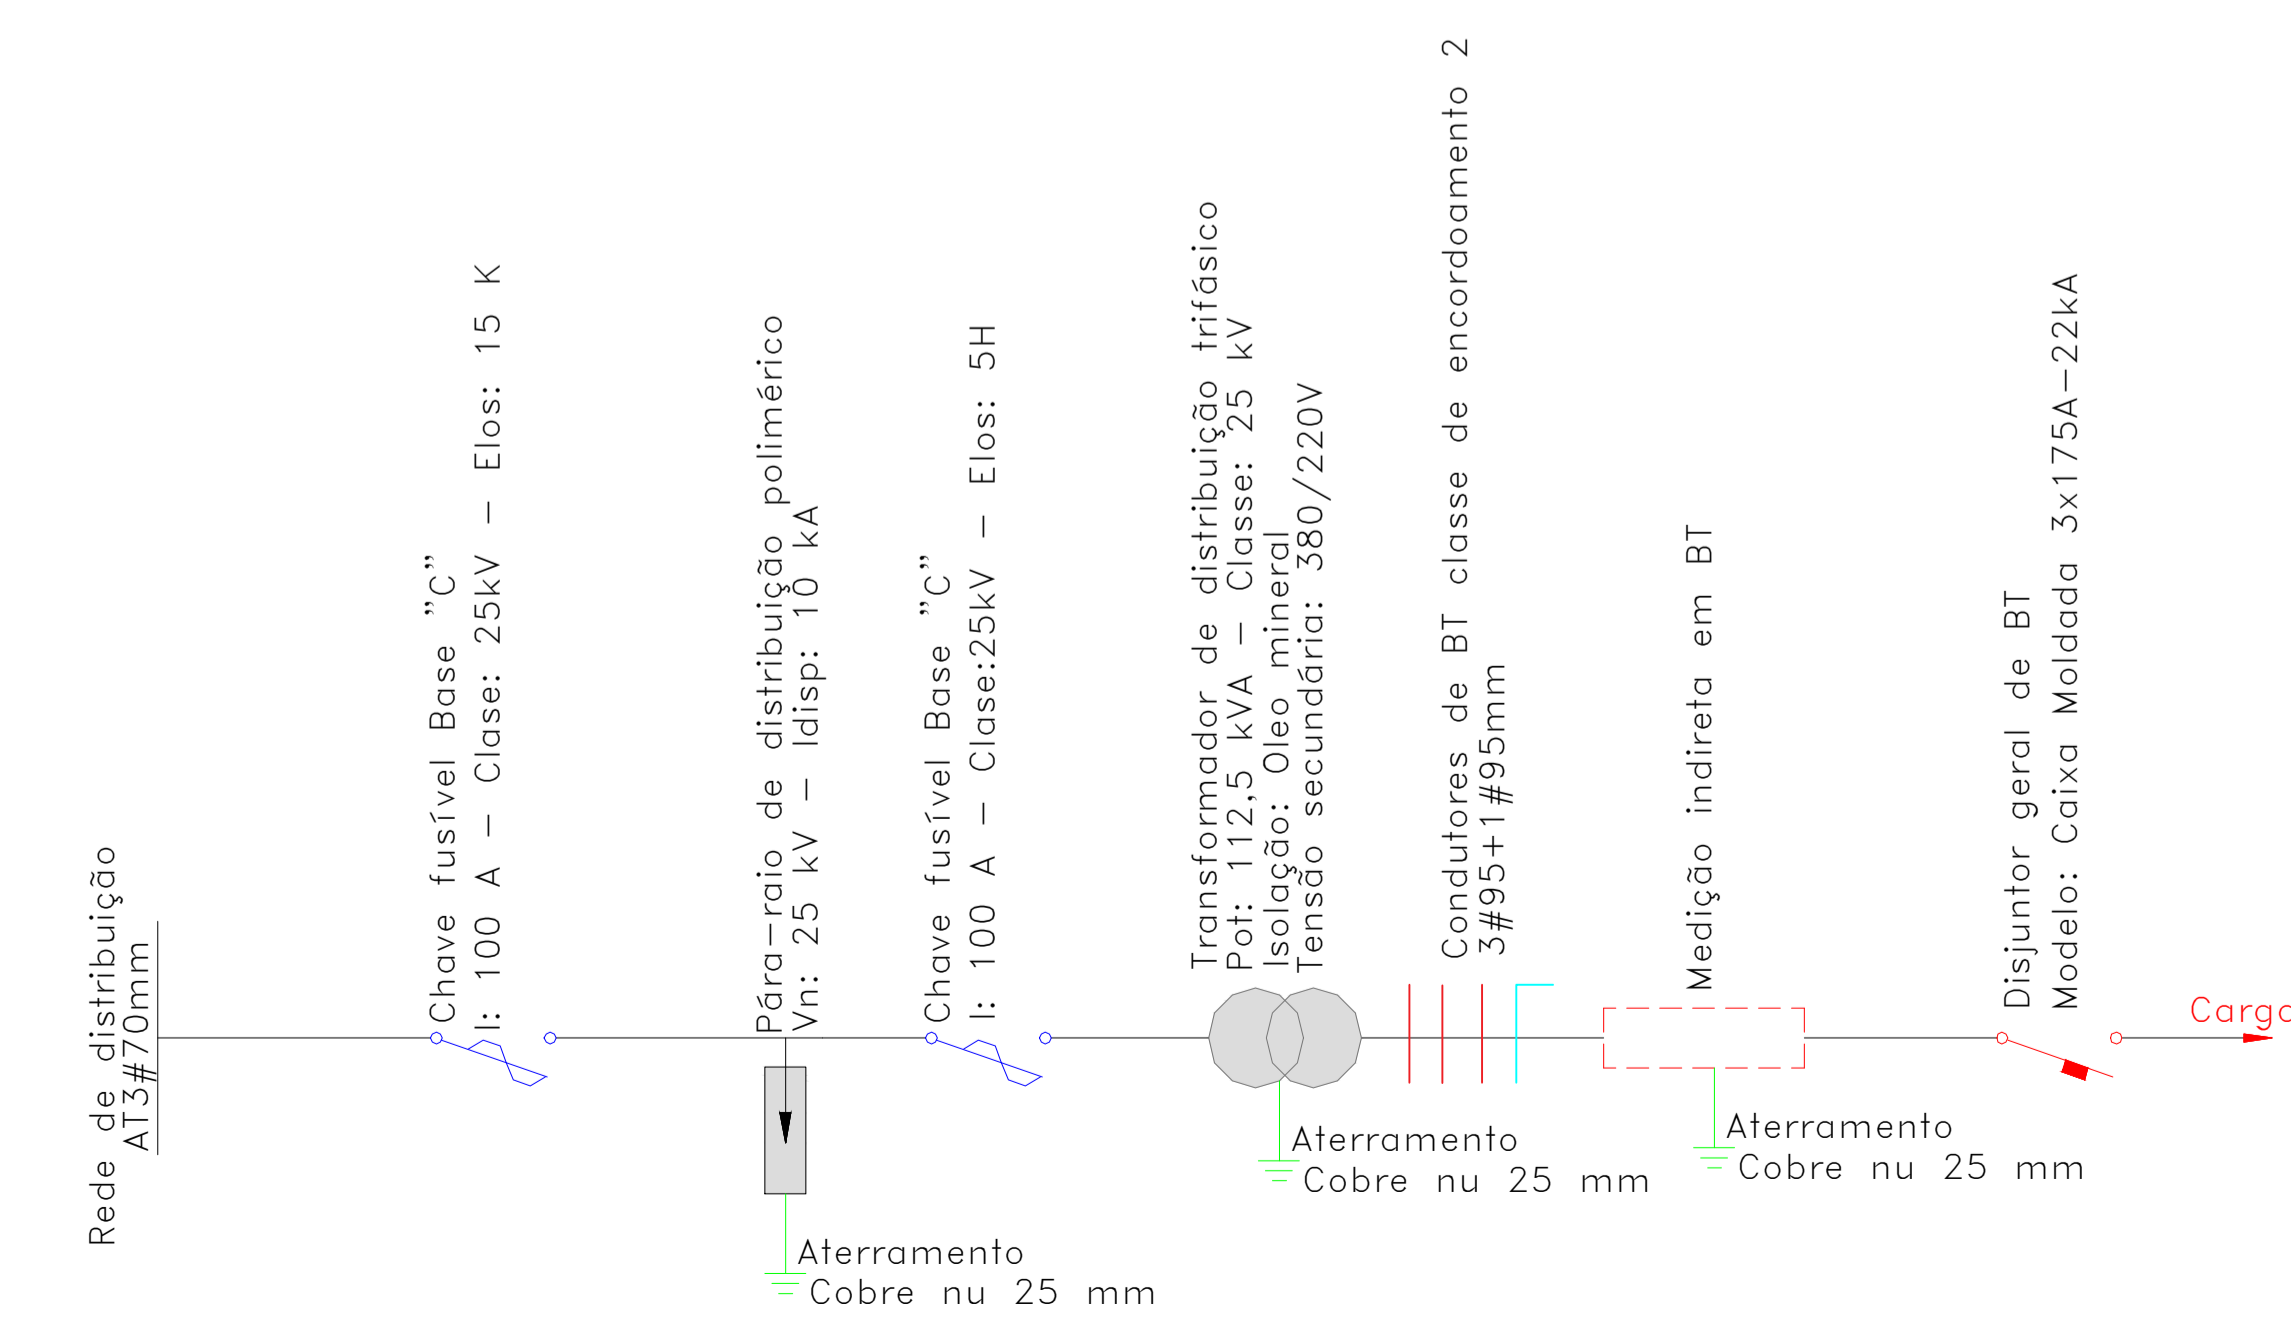 Rede de distribuição
AT3#70mm
Chave fusível Base "C"
I: 100 A - Clase: 25kV - Elos: 15 K
Pára-raio de distribuição polimérico
Vn: 25 kV - Idisp: 10 kA
Aterramento
Cobre nu 25 mm
Chave fusível Base "C"
I: 100 A - Clase:25kV - Elos: 5H
Transformador de distribuição trifásico
Pot: 112,5 kVA - Classe: 25 kV
Isolação: Oleo mineral
Tensão secundária: 380/220V
Aterramento
Cobre nu 25 mm
Condutores de BT classe de encordoamento 2
3#95+1#95mm
Medição indireta em BT
Aterramento
Cobre nu 25 mm
Disjuntor geral de BT
Modelo: Caixa Moldada 3x175A-22kA
Carga